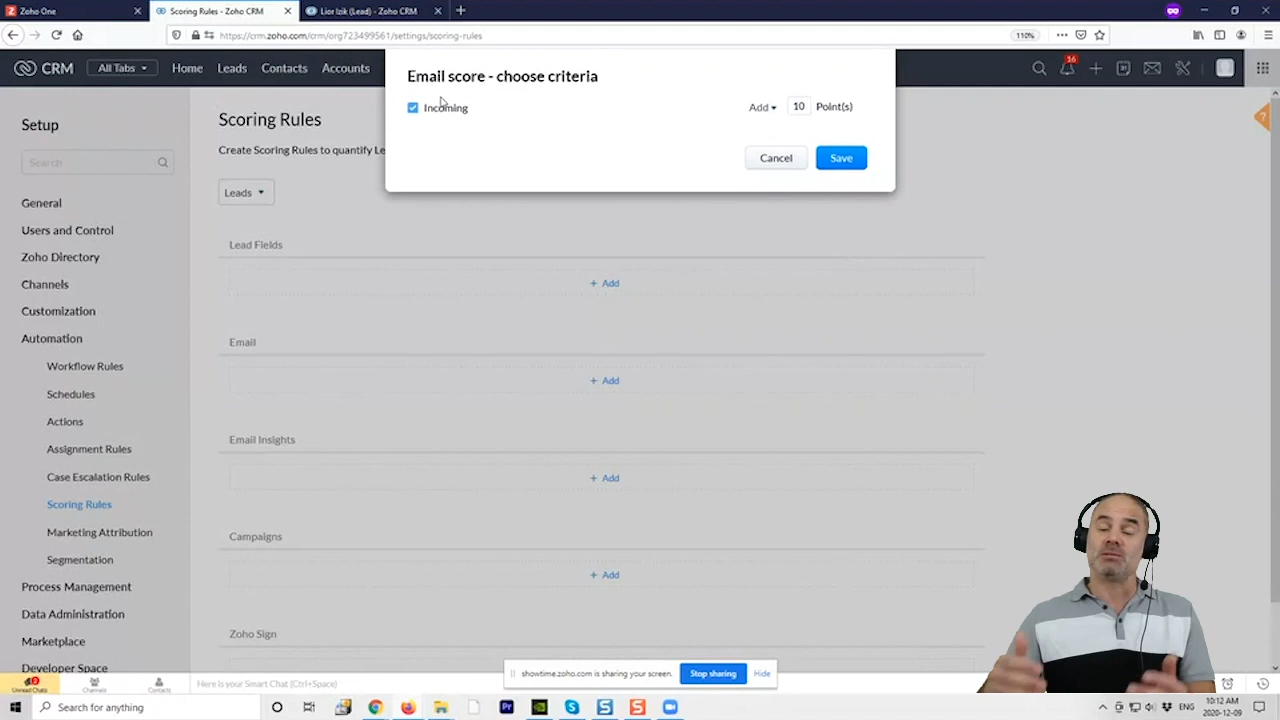 Zoho One
Scoring Rules - Zoho CRM
Lior Izik (Lead) - Zoho CRM
https://crm.zoho.com/crm/org723499561/settings/scoring-rules
110%
CRM
All Tabs
Home
Leads
Contacts
Accounts
16
Email score - choose criteria
Incoming
Add
10
Point(s)
Cancel
Save
Setup
Search
General
Users and Control
Zoho Directory
Channels
Customization
Automation
Workflow Rules
Schedules
Actions
Assignment Rules
Case Escalation Rules
Scoring Rules
Marketing Attribution
Segmentation
Process Management
Data Administration
Marketplace
Developer Space
Scoring Rules
Create Scoring Rules to quantify Le
Leads
Lead Fields
+ Add
Email
+ Add
Email Insights
+ Add
Campaigns
+ Add
Zoho Sign
showtime.zoho.com is sharing your screen.
Stop sharing
Hide
Unread Chats
Channels
Contacts
Here is your Smart Chat (Ctrl+Space)
Search for anything
ENG
10:12 AM
2020-12-09